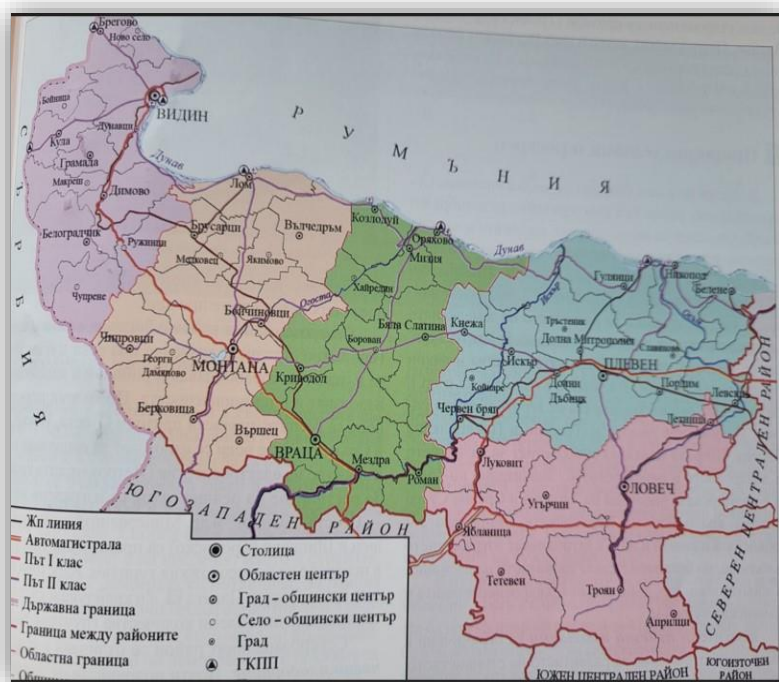 Брегово
Ново село
Бойница
ВИДИН
Кула
Дунавци
Грамада
Макреш
Димово
Белоградчик
Ружинци
Чупрене
СЪРБИЯ
РУМЪНИЯ
Дунав
Лом
Козлодуй
Брусарци
Вълчедръм
Оряхово
Мизия
Дунав
Медковец
Якимово
Хайредин
Искър
Гулянци
Никопол
Белене
Бойчиновци
Огоста
Бяла Слатина
Кнежа
Тръстеник
Долна Митрополия
Чипровци
Георги
Дамяново
МОНТАНА
Борован
Криводол
Искър
ПЛЕВЕН
Койнаре
Долни
Дъбник
Пордим
Левски
Берковица
Вършец
Червен бряг
Летница
ВРАЦА
Мездра
Роман
Луковит
ЛОВЕЧ
Угърчин
ЮГОЗАПАДЕН РАЙОН
Ябланица
Тетевен
Троян
Априлци
СЕВЕРЕН ЦЕНТРАЛЕН РАЙОН
Жп линия
Автомагистрала
Път I клас
Път II клас
Държавна граница
Граница между районите
Областна граница
Столица
Областен център
Град – общински център
Село – общински център
Град
ГКПП
ЮЖЕН ЦЕНТРАЛЕН РАЙОН
ЮГОИЗТОЧЕН
РАЙОН